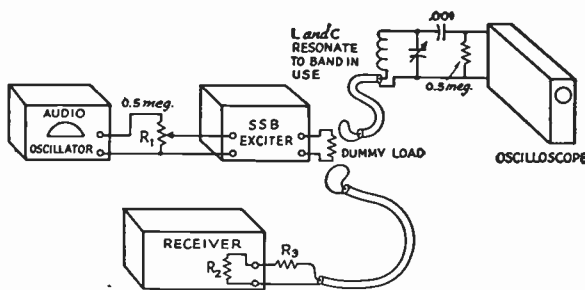 L and C
RESONATE
TO BAND IN
USE
.001
0.5 meg.
OSCILLOSCOPE
0.5 meg.
AUDIO
OSCILLATOR
R1
SSB
EXCITER
DUMMY LOAD
RECEIVER
R2
R3